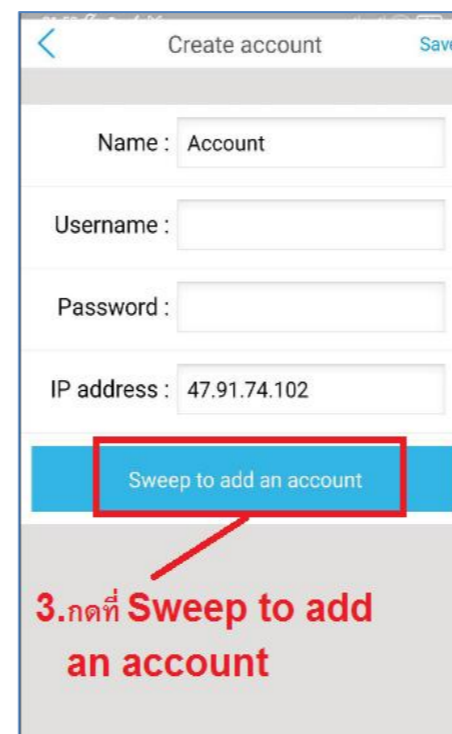 Create account
Save
Name : Account
Username :
Password :
IP address : 47.91.74.102
Sweep to add an account
3.กดที่ Sweep to add
an account